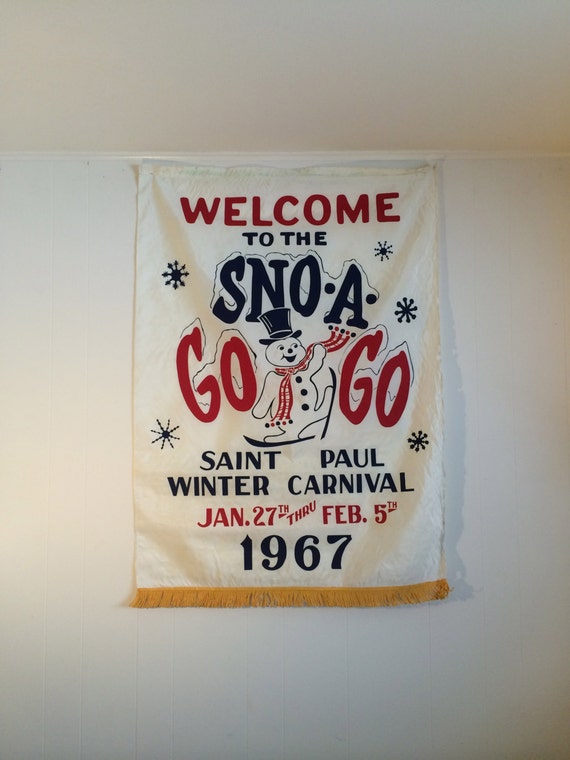 WELCOME
TO THE
SNO·A·
GO GO
SAINT PAUL
WINTER CARNIVAL
JAN. 27TH THRU FEB. 5TH
1967